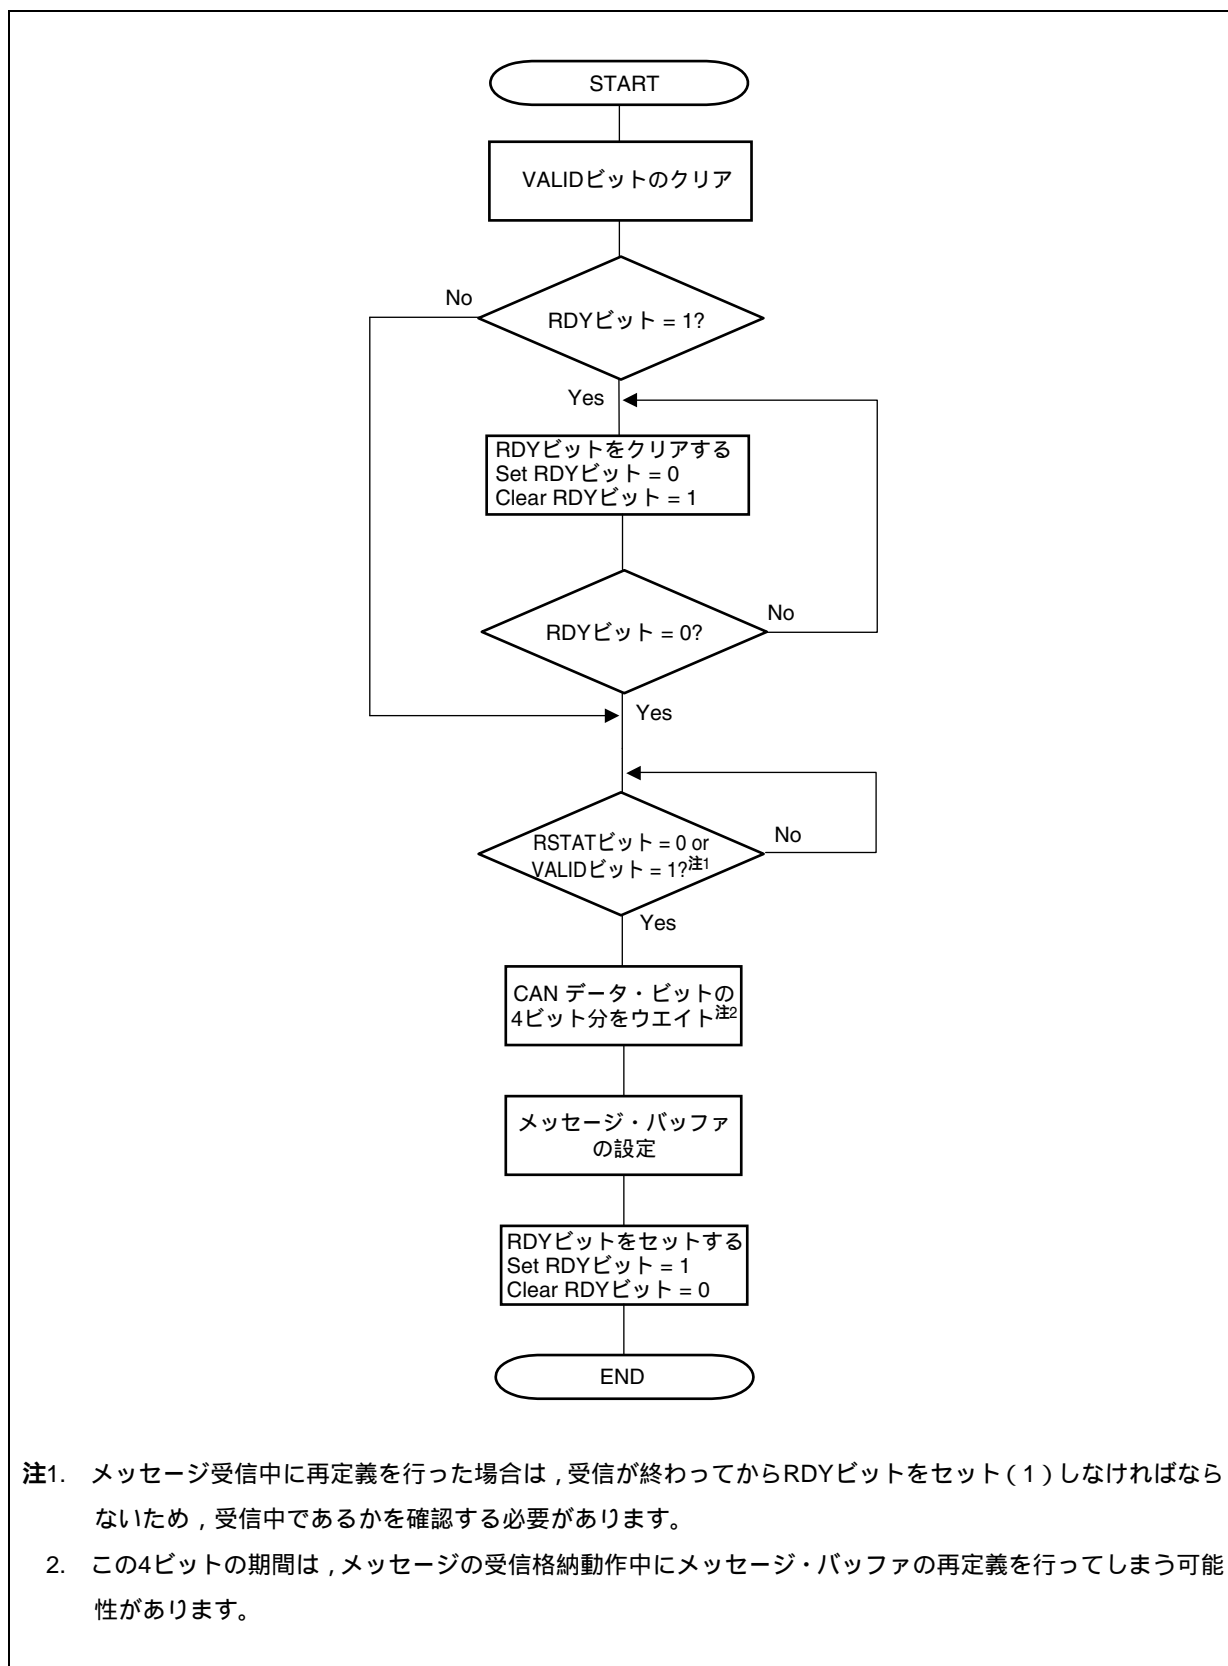 START
VALIDビットのクリア
No
RDYビット = 1?
Yes
RDYビットをクリアする
Set RDYビット = 0
Clear RDYビット = 1
RDYビット = 0?
No
Yes
RSTATビット = 0 or
VALIDビット = 1?注1
No
Yes
CAN データ・ビットの
4ビット分をウエイト注2
メッセージ・バッファ
の設定
RDYビットをセットする
Set RDYビット = 1
Clear RDYビット = 0
END
注1. メッセージ受信中に再定義を行った場合は，受信が終わってからRDYビットをセット（1）しなければなら
ないため，受信中であるかを確認する必要があります。
2. この4ビットの期間は，メッセージの受信格納動作中にメッセージ・バッファの再定義を行ってしまう可能
性があります。